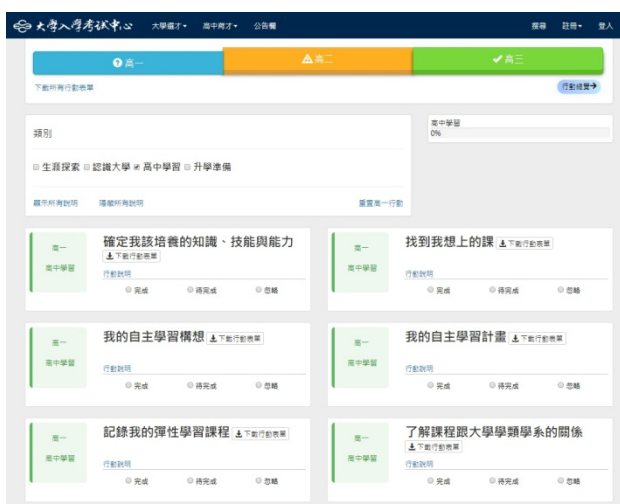 大學入學考試中心 大學選才 高中育才 公告欄 搜尋 註冊 登入
高一 高二 高三
下載所有行動表單 行動總覽
類別
高中學習
0%
生涯探索 認識大學 高中學習 升學準備
顯示所有說明 隱藏所有說明 重置高一行動
高一
高中學習
確定我該培養的知識、技能與能力
下載行動表單
行動說明
完成 待完成 忽略
高一
高中學習
找到我想上的課 下載行動表單
行動說明
完成 待完成 忽略
高一
高中學習
我的自主學習構想 下載行動表單
行動說明
完成 待完成 忽略
高一
高中學習
我的自主學習計畫 下載行動表單
行動說明
完成 待完成 忽略
高一
高中學習
記錄我的彈性學習課程 下載行動表單
行動說明
完成 待完成 忽略
高一
高中學習
了解課程跟大學學類學系的關係
下載行動表單
行動說明
完成 待完成 忽略